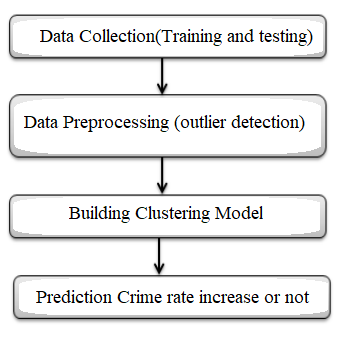 Data Collection(Training and testing)
Data Preprocessing (outlier detection)
Building Clustering Model
Prediction Crime rate increase or not